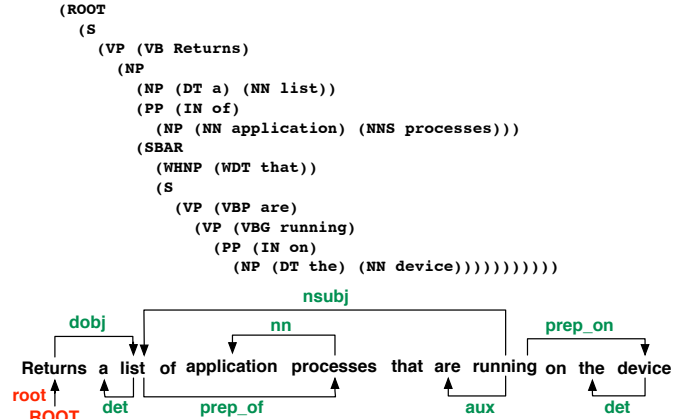 (ROOT
(S
(VP (VB Returns)
(NP
(NP (DT a) (NN list))
(PP (IN of)
(NP (NN application) (NNS processes)))
(SBAR
(WHNP (WDT that))
(S
(VP (VBP are)
(VP (VBG running)
(PP (IN on)
(NP (DT the) (NN device)))))))))))
nsubj
dobj nn prep_on
Returns a list of application processes that are running on the device
root det prep_of aux det
ROOT